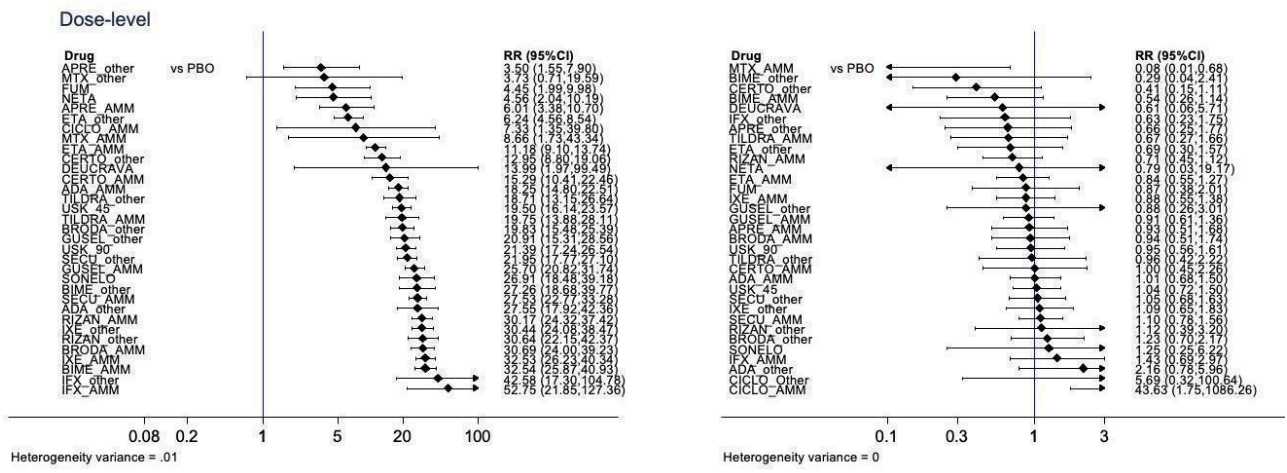 Dose-level
Drug RR (95%CI)
APRE_other vs PBO 3.50 (1.55,7.90)
MTX_other 3.73 (0.71,19.59)
FUM 4.45 (1.99,9.98)
NETA 4.56 (2.04,10.19)
APRE_AMM 6.01 (3.38,10.70)
ETA_other 6.24 (4.56,8.54)
CICLO_AMM 7.33 (1.35,39.80)
MTX_AMM 8.66 (1.73,43.34)
ETA_AMM 11.18 (9.10,13.74)
CERTO_other 12.95 (8.80,19.06)
DEUCRAVA 13.99 (1.97,99.49)
CERTO_AMM 15.29 (10.41,22.46)
ADA_AMM 18.25 (14.80,22.51)
TILDRA_other 18.71 (13.15,26.64)
USK_45 19.50 (16.14,23.57)
TILDRA_AMM 19.75 (13.88,28.11)
BRODA_other 19.83 (15.48,25.39)
GUSEL_other 20.91 (15.31,28.56)
USK_90 21.39 (17.24,26.54)
SECU_other 21.95 (17.77,27.10)
GUSEL_AMM 25.70 (20.82,31.74)
SONELO 26.91 (18.48,39.18)
BIME_other 27.26 (18.68,39.77)
SECU_AMM 27.53 (22.77,33.28)
ADA_other 27.55 (17.92,42.36)
RIZAN_AMM 30.17 (24.32,37.42)
IXE_other 30.44 (24.08,38.47)
RIZAN_other 30.64 (22.15,42.37)
BRODA_AMM 30.69 (24.00,39.23)
IXE_AMM 32.53 (26.23,40.34)
BIME_AMM 32.54 (25.87,40.93)
IFX_other 42.58 (17.30,104.78)
IFX_AMM 52.75 (21.85,127.36)
0.08 0.2 1 5 20 100
Heterogeneity variance = .01
Drug RR (95%CI)
MTX_AMM vs PBO 0.08 (0.01,0.68)
BIME_other 0.29 (0.04,2.41)
CERTO_other 0.41 (0.15,1.11)
BIME_AMM 0.54 (0.26,1.14)
DEUCRAVA 0.61 (0.06,5.71)
IFX_other 0.63 (0.23,1.75)
APRE_other 0.66 (0.25,1.77)
TILDRA_AMM 0.67 (0.27,1.66)
ETA_other 0.69 (0.30,1.57)
RIZAN_AMM 0.71 (0.45,1.12)
NETA 0.79 (0.03,19.17)
ETA_AMM 0.84 (0.55,1.27)
FUM 0.87 (0.38,2.01)
IXE_AMM 0.88 (0.55,1.38)
GUSEL_other 0.88 (0.26,3.01)
GUSEL_AMM 0.91 (0.61,1.36)
APRE_AMM 0.93 (0.51,1.68)
BRODA_AMM 0.94 (0.51,1.74)
USK_90 0.95 (0.56,1.61)
TILDRA_other 0.96 (0.42,2.22)
CERTO_AMM 1.00 (0.45,2.26)
ADA_AMM 1.01 (0.68,1.50)
USK_45 1.04 (0.72,1.50)
SECU_other 1.05 (0.68,1.63)
IXE_other 1.09 (0.65,1.83)
SECU_AMM 1.10 (0.78,1.56)
RIZAN_other 1.12 (0.39,3.20)
BRODA_other 1.23 (0.70,2.17)
SONELO 1.25 (0.25,6.22)
IFX_AMM 1.43 (0.69,2.97)
ADA_other 2.16 (0.78,5.96)
CICLO_Other 5.69 (0.32,100.64)
CICLO_AMM 43.63 (1.75,1086.26)
0.1 0.3 1 3
Heterogeneity variance = 0